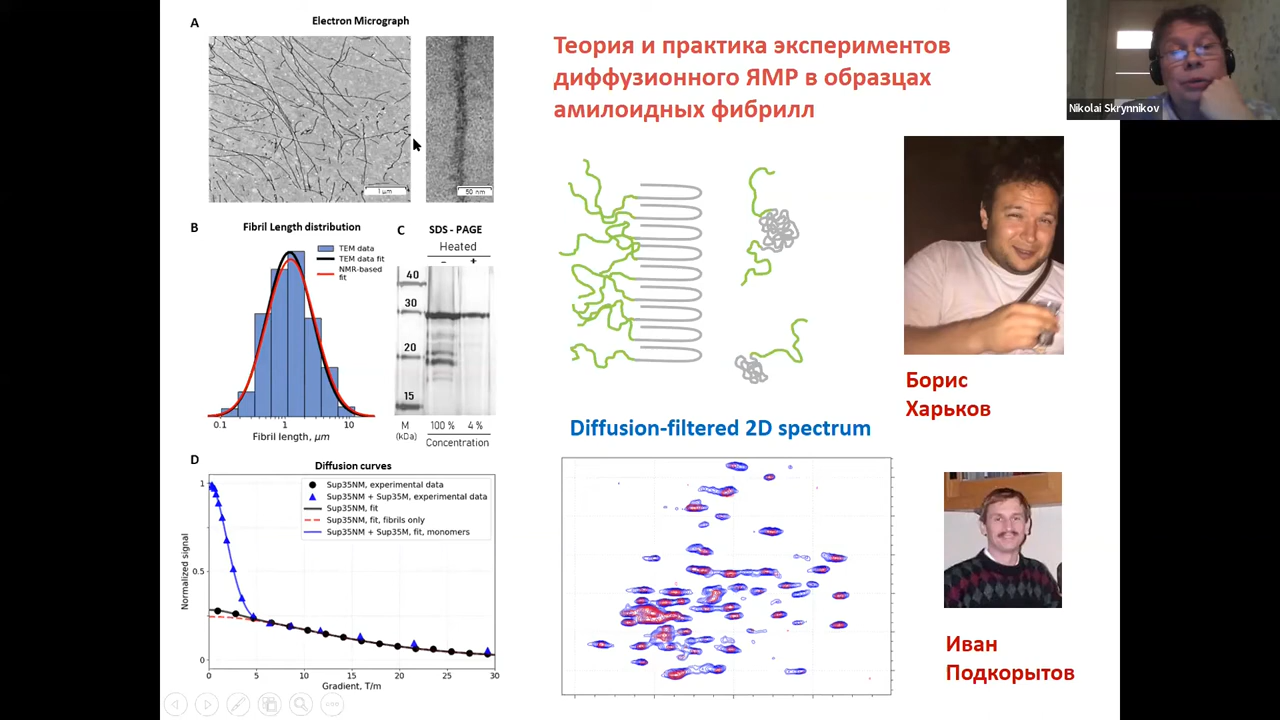 A
Electron Micrograph
1 μm
50 nm
B
Fibril Length distribution
TEM data
TEM data fit
NMR-based
fit
0.1
1
10
Fibril length, μm
C
SDS - PAGE
Heated
− +
40
30
20
15
M
(kDa)
100 %
4 %
Concentration
D
Diffusion curves
Sup35NM, experimental data
Sup35NM + Sup35M, experimental data
Sup35NM, fit
Sup35NM, fit, fibrils only
Sup35NM + Sup35M, fit, monomers
Normalized signal
1
0.5
0
0 5 10 15 20 25 30
Gradient, T/m
Теория и практика экспериментов
диффузионного ЯМР в образцах
амилоидных фибрилл
Diffusion-filtered 2D spectrum
Nikolai Skrynnikov
Борис
Харьков
Иван
Подкорытов